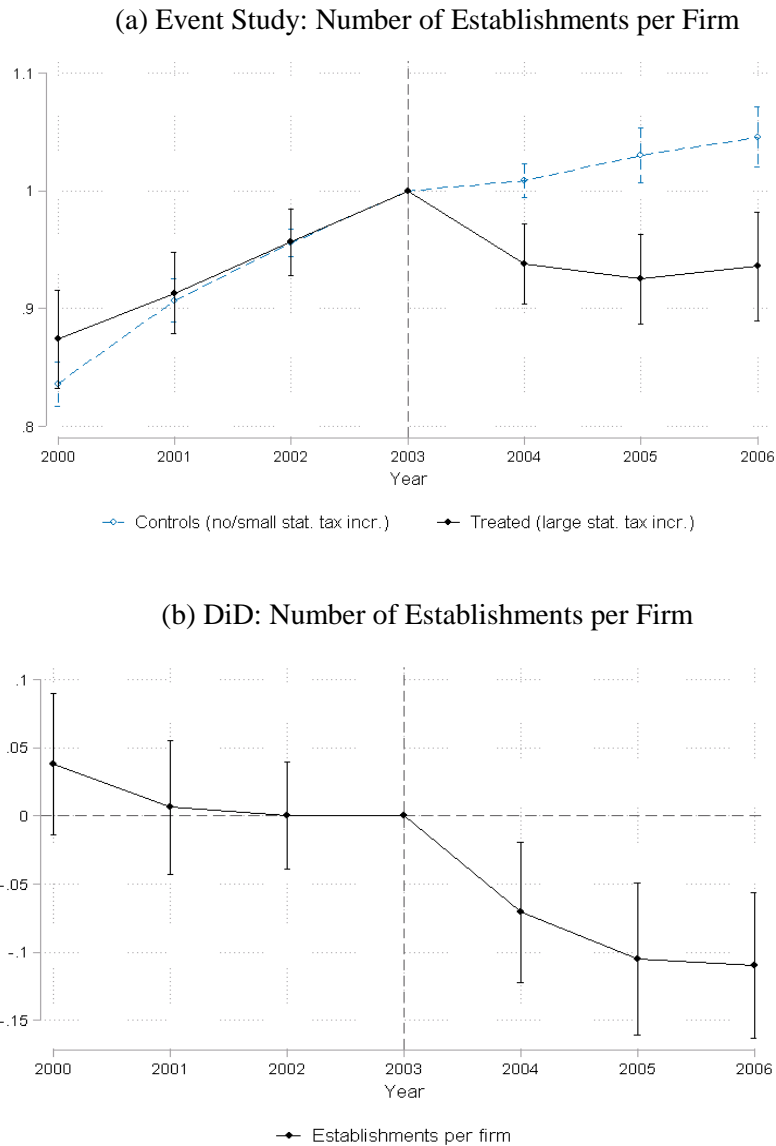 (a) Event Study: Number of Establishments per Firm
1.1
1
.9
.8
2000 2001 2002 2003 2004 2005 2006
Year
Controls (no/small stat. tax incr.) Treated (large stat. tax incr.)
(b) DiD: Number of Establishments per Firm
.1
.05
0
-.05
-.1
-.15
2000 2001 2002 2003 2004 2005 2006
Year
Establishments per firm